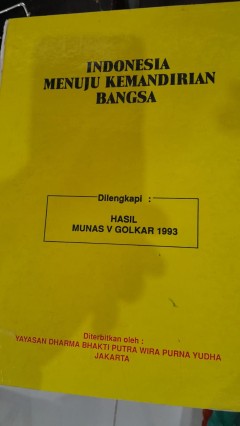 INDONESIA
MENUJU KEMANDIRIAN
BANGSA
Dilengkapi :
HASIL
MUNAS V GOLKAR 1993
Diterbitkan oleh :
YAYASAN DHARMA BHAKTI PUTRA WIRA PURNA YUDHA
JAKARTA